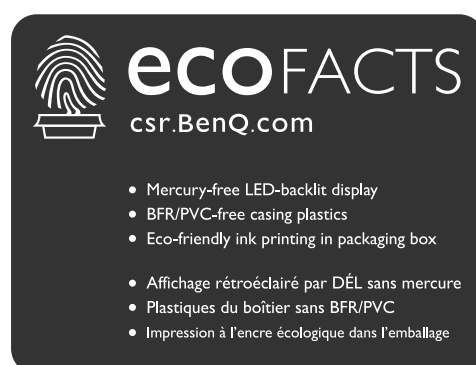 ecoFACTS
csr.BenQ.com
• Mercury-free LED-backlit display
• BFR/PVC-free casing plastics
• Eco-friendly ink printing in packaging box
• Affichage rétroéclairé par DÉL sans mercure
• Plastiques du boîtier sans BFR/PVC
• Impression à l'encre écologique dans l'emballage